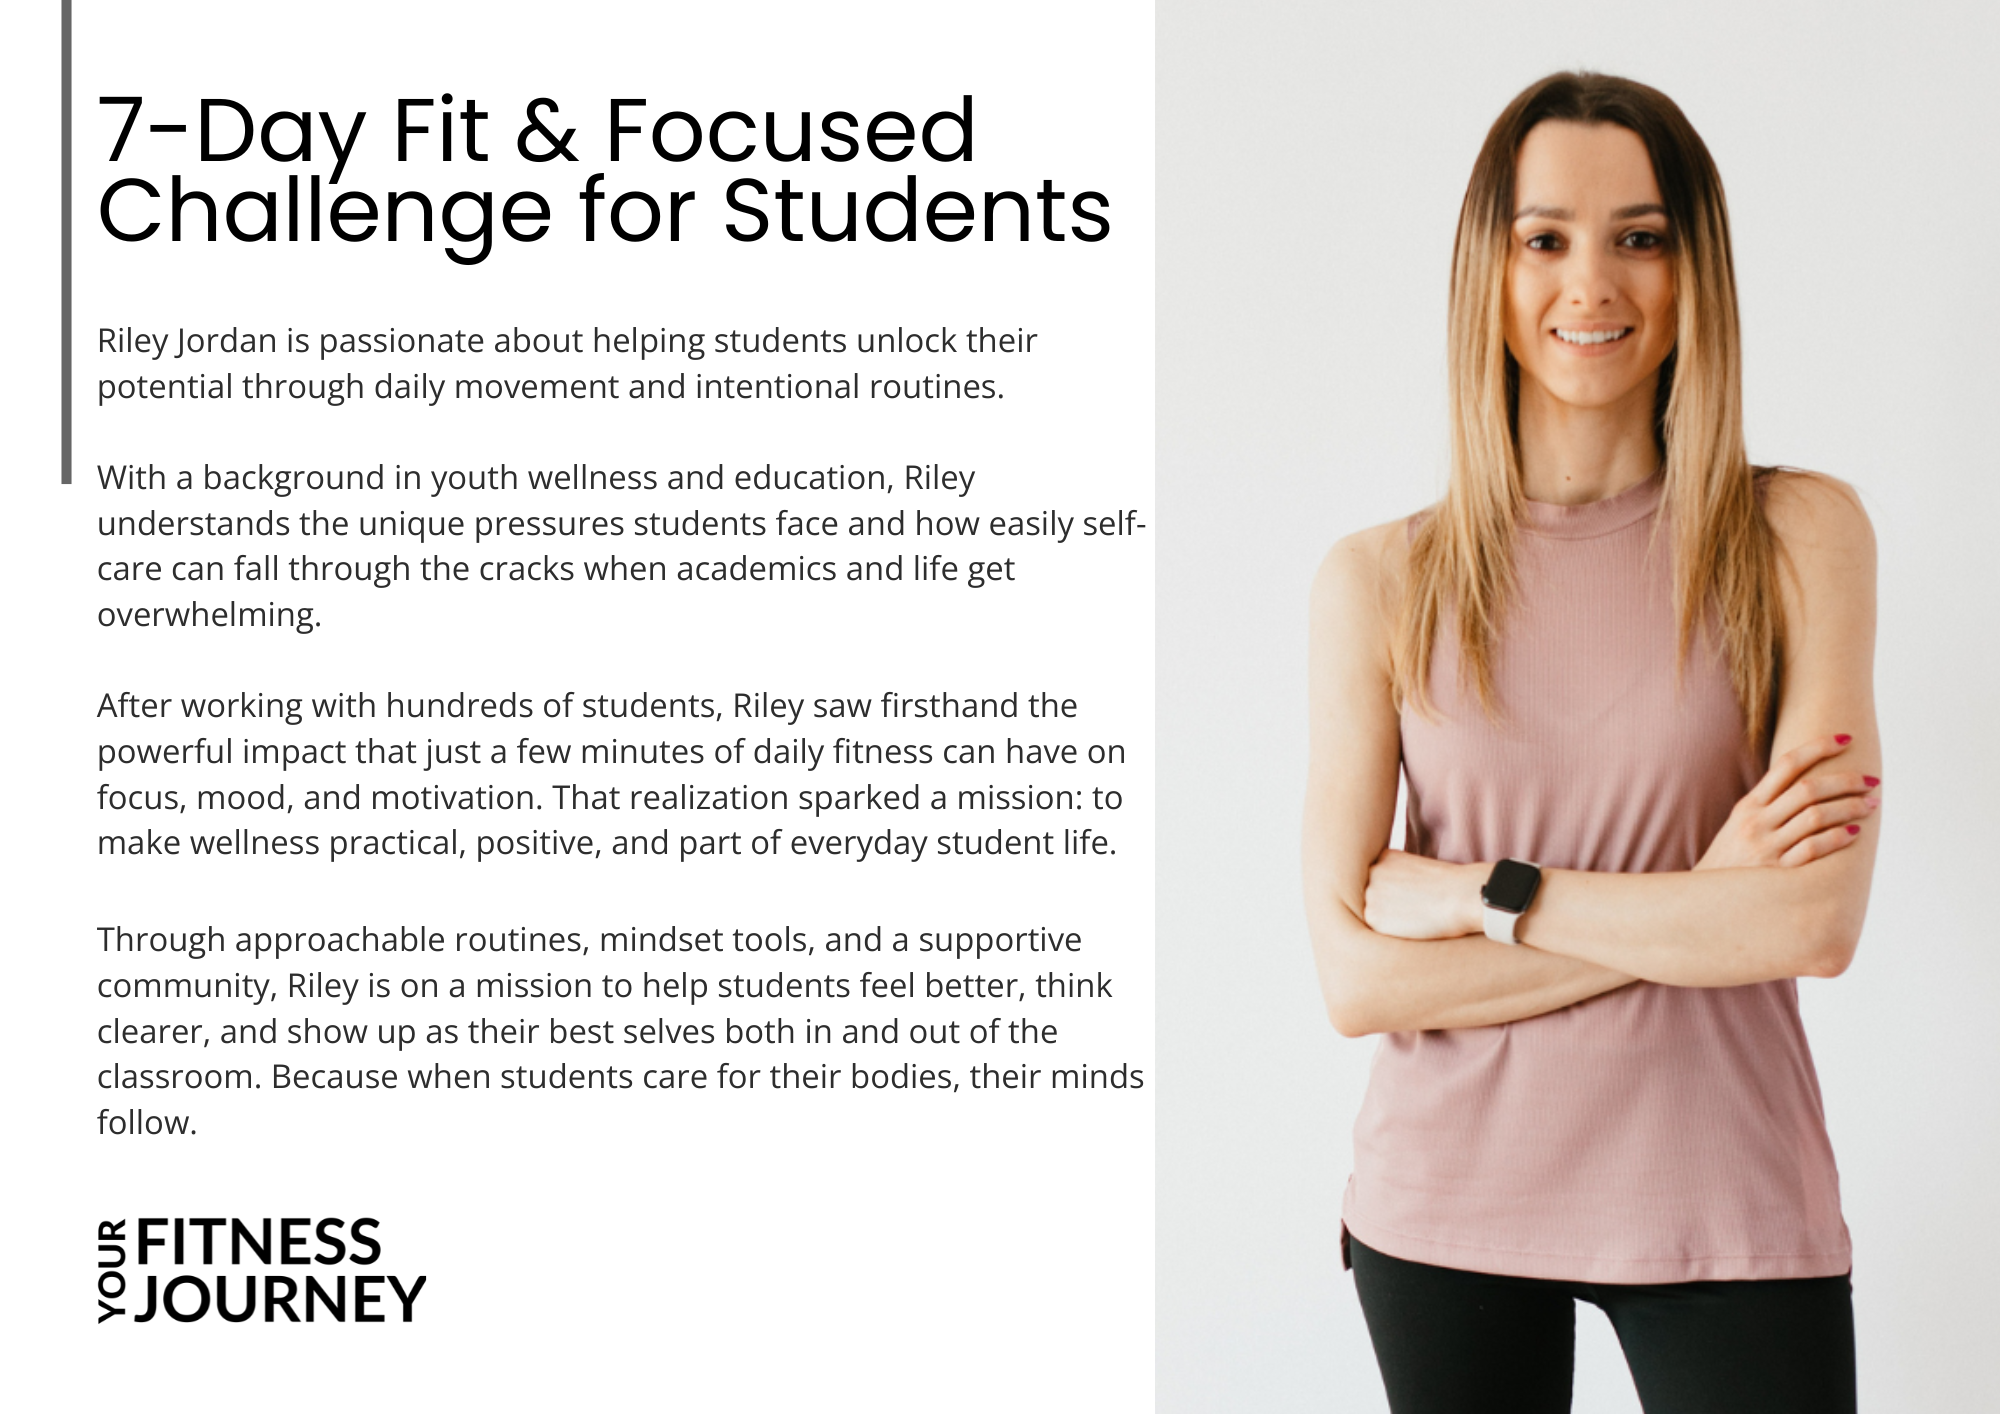 7-Day Fit & Focused
Challenge for Students
Riley Jordan is passionate about helping students unlock their
potential through daily movement and intentional routines.
With a background in youth wellness and education, Riley
understands the unique pressures students face and how easily self-
care can fall through the cracks when academics and life get
overwhelming.
After working with hundreds of students, Riley saw firsthand the
powerful impact that just a few minutes of daily fitness can have on
focus, mood, and motivation. That realization sparked a mission: to
make wellness practical, positive, and part of everyday student life.
Through approachable routines, mindset tools, and a supportive
community, Riley is on a mission to help students feel better, think
clearer, and show up as their best selves both in and out of the
classroom. Because when students care for their bodies, their minds
follow.
YOUR
FITNESS
JOURNEY